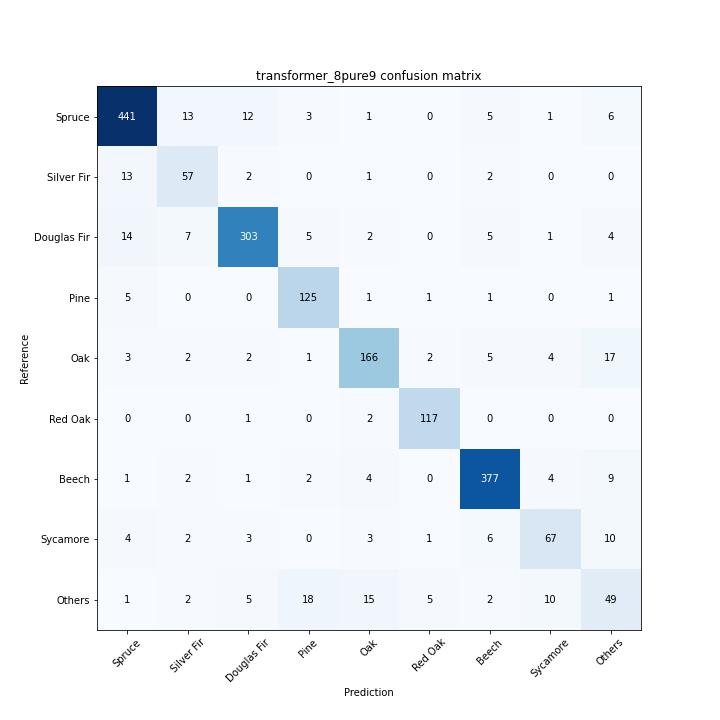 transformer_8pure9 confusion matrix
Reference
Spruce 441 13 12 3 1 0 5 1 6
Silver Fir 13 57 2 0 1 0 2 0 0
Douglas Fir 14 7 303 5 2 0 5 1 4
Pine 5 0 0 125 1 1 1 0 1
Oak 3 2 2 1 166 2 5 4 17
Red Oak 0 0 1 0 2 117 0 0 0
Beech 1 2 1 2 4 0 377 4 9
Sycamore 4 2 3 0 3 1 6 67 10
Others 1 2 5 18 15 5 2 10 49
Spruce Silver Fir Douglas Fir Pine Oak Red Oak Beech Sycamore Others
Prediction